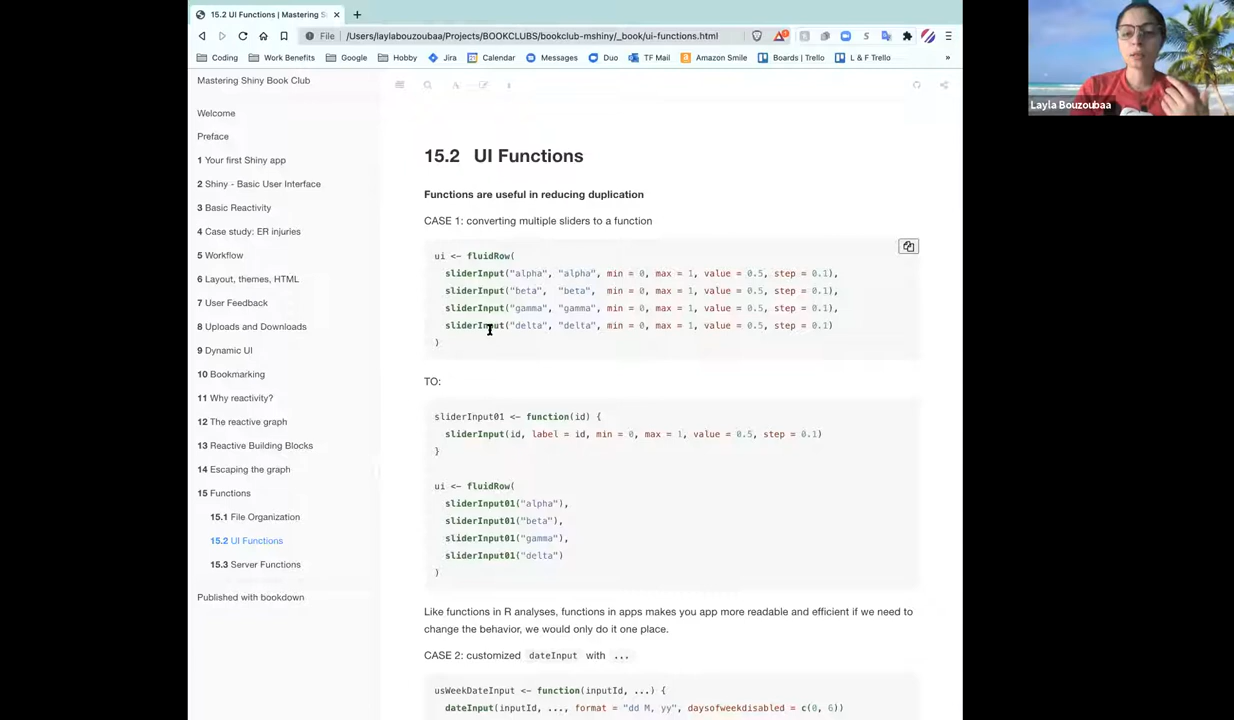 15.2 UI Functions | Mastering S
File
/Users/laylabouzoubaa/Projects/BOOKCLUBS/bookclub-mshiny/_book/ui-functions.html
Coding
Work Benefits
Google
Hobby
Jira
Calendar
Messages
Duo
TF Mail
Amazon Smile
Boards | Trello
L & F Trello
»
Layla Bouzoubaa
Mastering Shiny Book Club
Welcome
Preface
1 Your first Shiny app
2 Shiny - Basic User Interface
3 Basic Reactivity
4 Case study: ER injuries
5 Workflow
6 Layout, themes, HTML
7 User Feedback
8 Uploads and Downloads
9 Dynamic UI
10 Bookmarking
11 Why reactivity?
12 The reactive graph
13 Reactive Building Blocks
14 Escaping the graph
15 Functions
15.1 File Organization
15.2 UI Functions
15.3 Server Functions
Published with bookdown
15.2 UI Functions
Functions are useful in reducing duplication
CASE 1: converting multiple sliders to a function
ui <- fluidRow(
sliderInput("alpha", "alpha", min = 0, max = 1, value = 0.5, step = 0.1),
sliderInput("beta", "beta", min = 0, max = 1, value = 0.5, step = 0.1),
sliderInput("gamma", "gamma", min = 0, max = 1, value = 0.5, step = 0.1),
sliderInput("delta", "delta", min = 0, max = 1, value = 0.5, step = 0.1)
)
TO:
sliderInput01 <- function(id) {
sliderInput(id, label = id, min = 0, max = 1, value = 0.5, step = 0.1)
}
ui <- fluidRow(
sliderInput01("alpha"),
sliderInput01("beta"),
sliderInput01("gamma"),
sliderInput01("delta")
)
Like functions in R analyses, functions in apps makes you app more readable and efficient if we need to
change the behavior, we would only do it one place.
CASE 2: customized dateInput with ...
usWeekDateInput <- function(inputId, ...) {
dateInput(inputId, ..., format = "dd M, yy", daysofweekdisabled = c(0, 6))